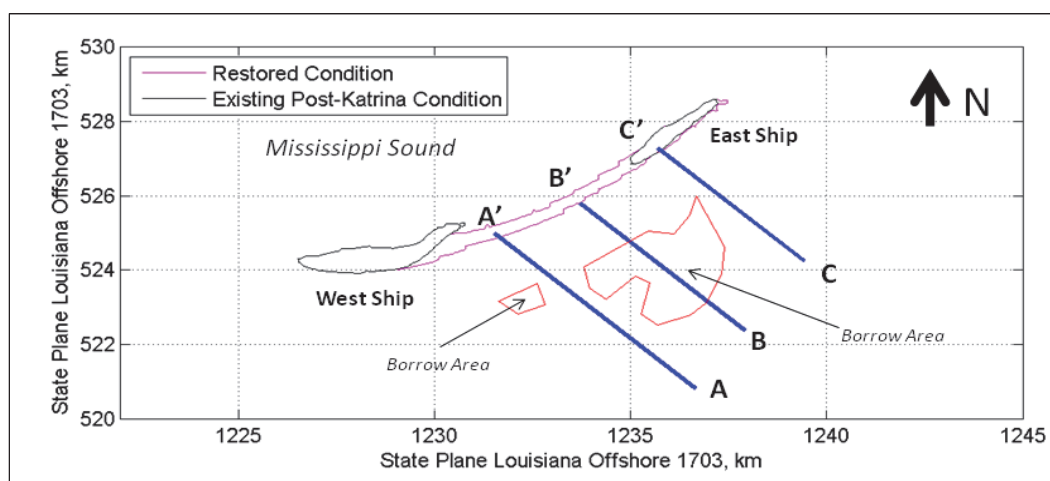 530
528
526
524
522
520
State Plane Louisiana Offshore 1703, km
Restored Condition
Existing Post-Katrina Condition
N
Mississippi Sound
C’
East Ship
B’
A’
West Ship
C
Borrow Area
B
Borrow Area
A
1225
1230
1235
1240
1245
State Plane Louisiana Offshore 1703, km